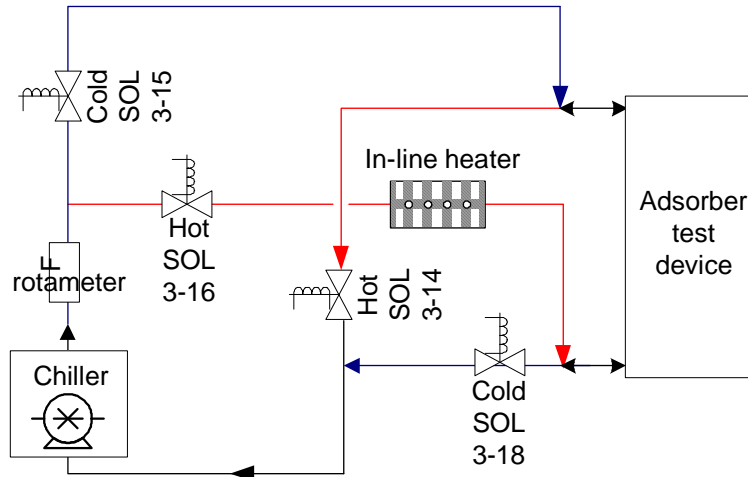 Cold
SOL
3-15
In-line heater
Adsorber
test
device
Hot
SOL
3-16
F
rotameter
Hot
SOL
3-14
Chiller
Cold
SOL
3-18